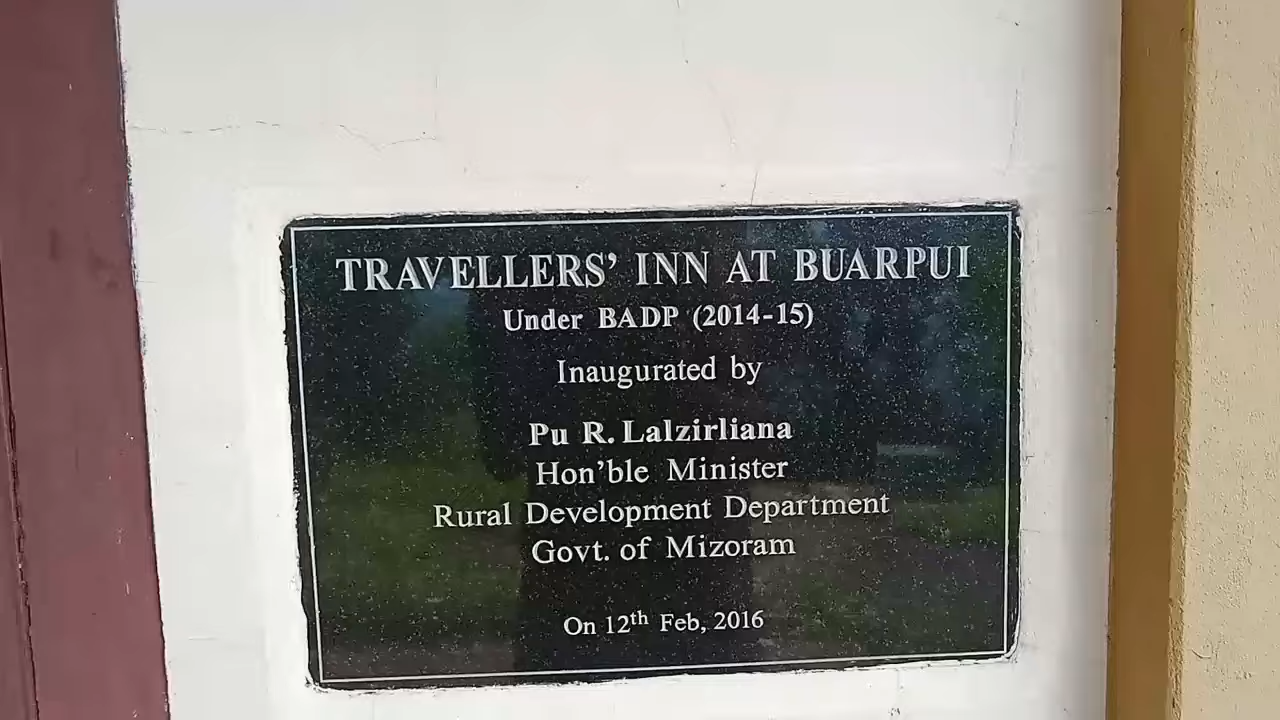 TRAVELLERS' INN AT BUARPUI
Under BADP (2014-15)
Inaugurated by
Pu R. Lalzirliana
Hon'ble Minister
Rural Development Department
Govt. of Mizoram
On 12th Feb, 2016